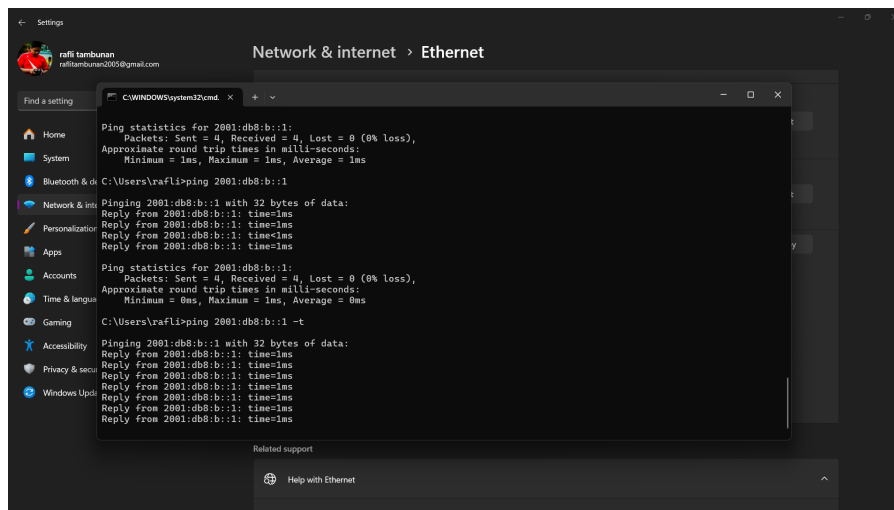 Settings
rafli tambunan
raflitambunan2005@gmail.com
Network & internet > Ethernet
Find a setting
Home
System
Bluetooth & de
Network & inte
Personalization
Apps
Accounts
Time & langua
Gaming
Accessibility
Privacy & secu
Windows Upda
C:\WINDOWS\system32\cmd.
Ping statistics for 2001:db8:b::1:
Packets: Sent = 4, Received = 4, Lost = 0 (0% loss),
Approximate round trip times in milli-seconds:
Minimum = 1ms, Maximum = 1ms, Average = 1ms
C:\Users\rafli>ping 2001:db8:b::1
Pinging 2001:db8:b::1 with 32 bytes of data:
Reply from 2001:db8:b::1: time=1ms
Reply from 2001:db8:b::1: time=1ms
Reply from 2001:db8:b::1: time<1ms
Reply from 2001:db8:b::1: time=1ms
Ping statistics for 2001:db8:b::1:
Packets: Sent = 4, Received = 4, Lost = 0 (0% loss),
Approximate round trip times in milli-seconds:
Minimum = 0ms, Maximum = 1ms, Average = 0ms
C:\Users\rafli>ping 2001:db8:b::1 -t
Pinging 2001:db8:b::1 with 32 bytes of data:
Reply from 2001:db8:b::1: time=1ms
Reply from 2001:db8:b::1: time=1ms
Reply from 2001:db8:b::1: time=1ms
Reply from 2001:db8:b::1: time=1ms
Reply from 2001:db8:b::1: time=1ms
Reply from 2001:db8:b::1: time=1ms
Reply from 2001:db8:b::1: time=1ms
Related support
Help with Ethernet